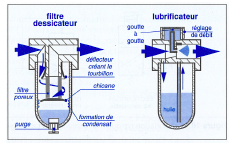 filtre
dessicateur
déflecteur
créant le
tourbillon
filtre
poreux
chicane
formation de
condensat
purge
lubrificateur
goutte
à
goutte
réglage
de débit
huile